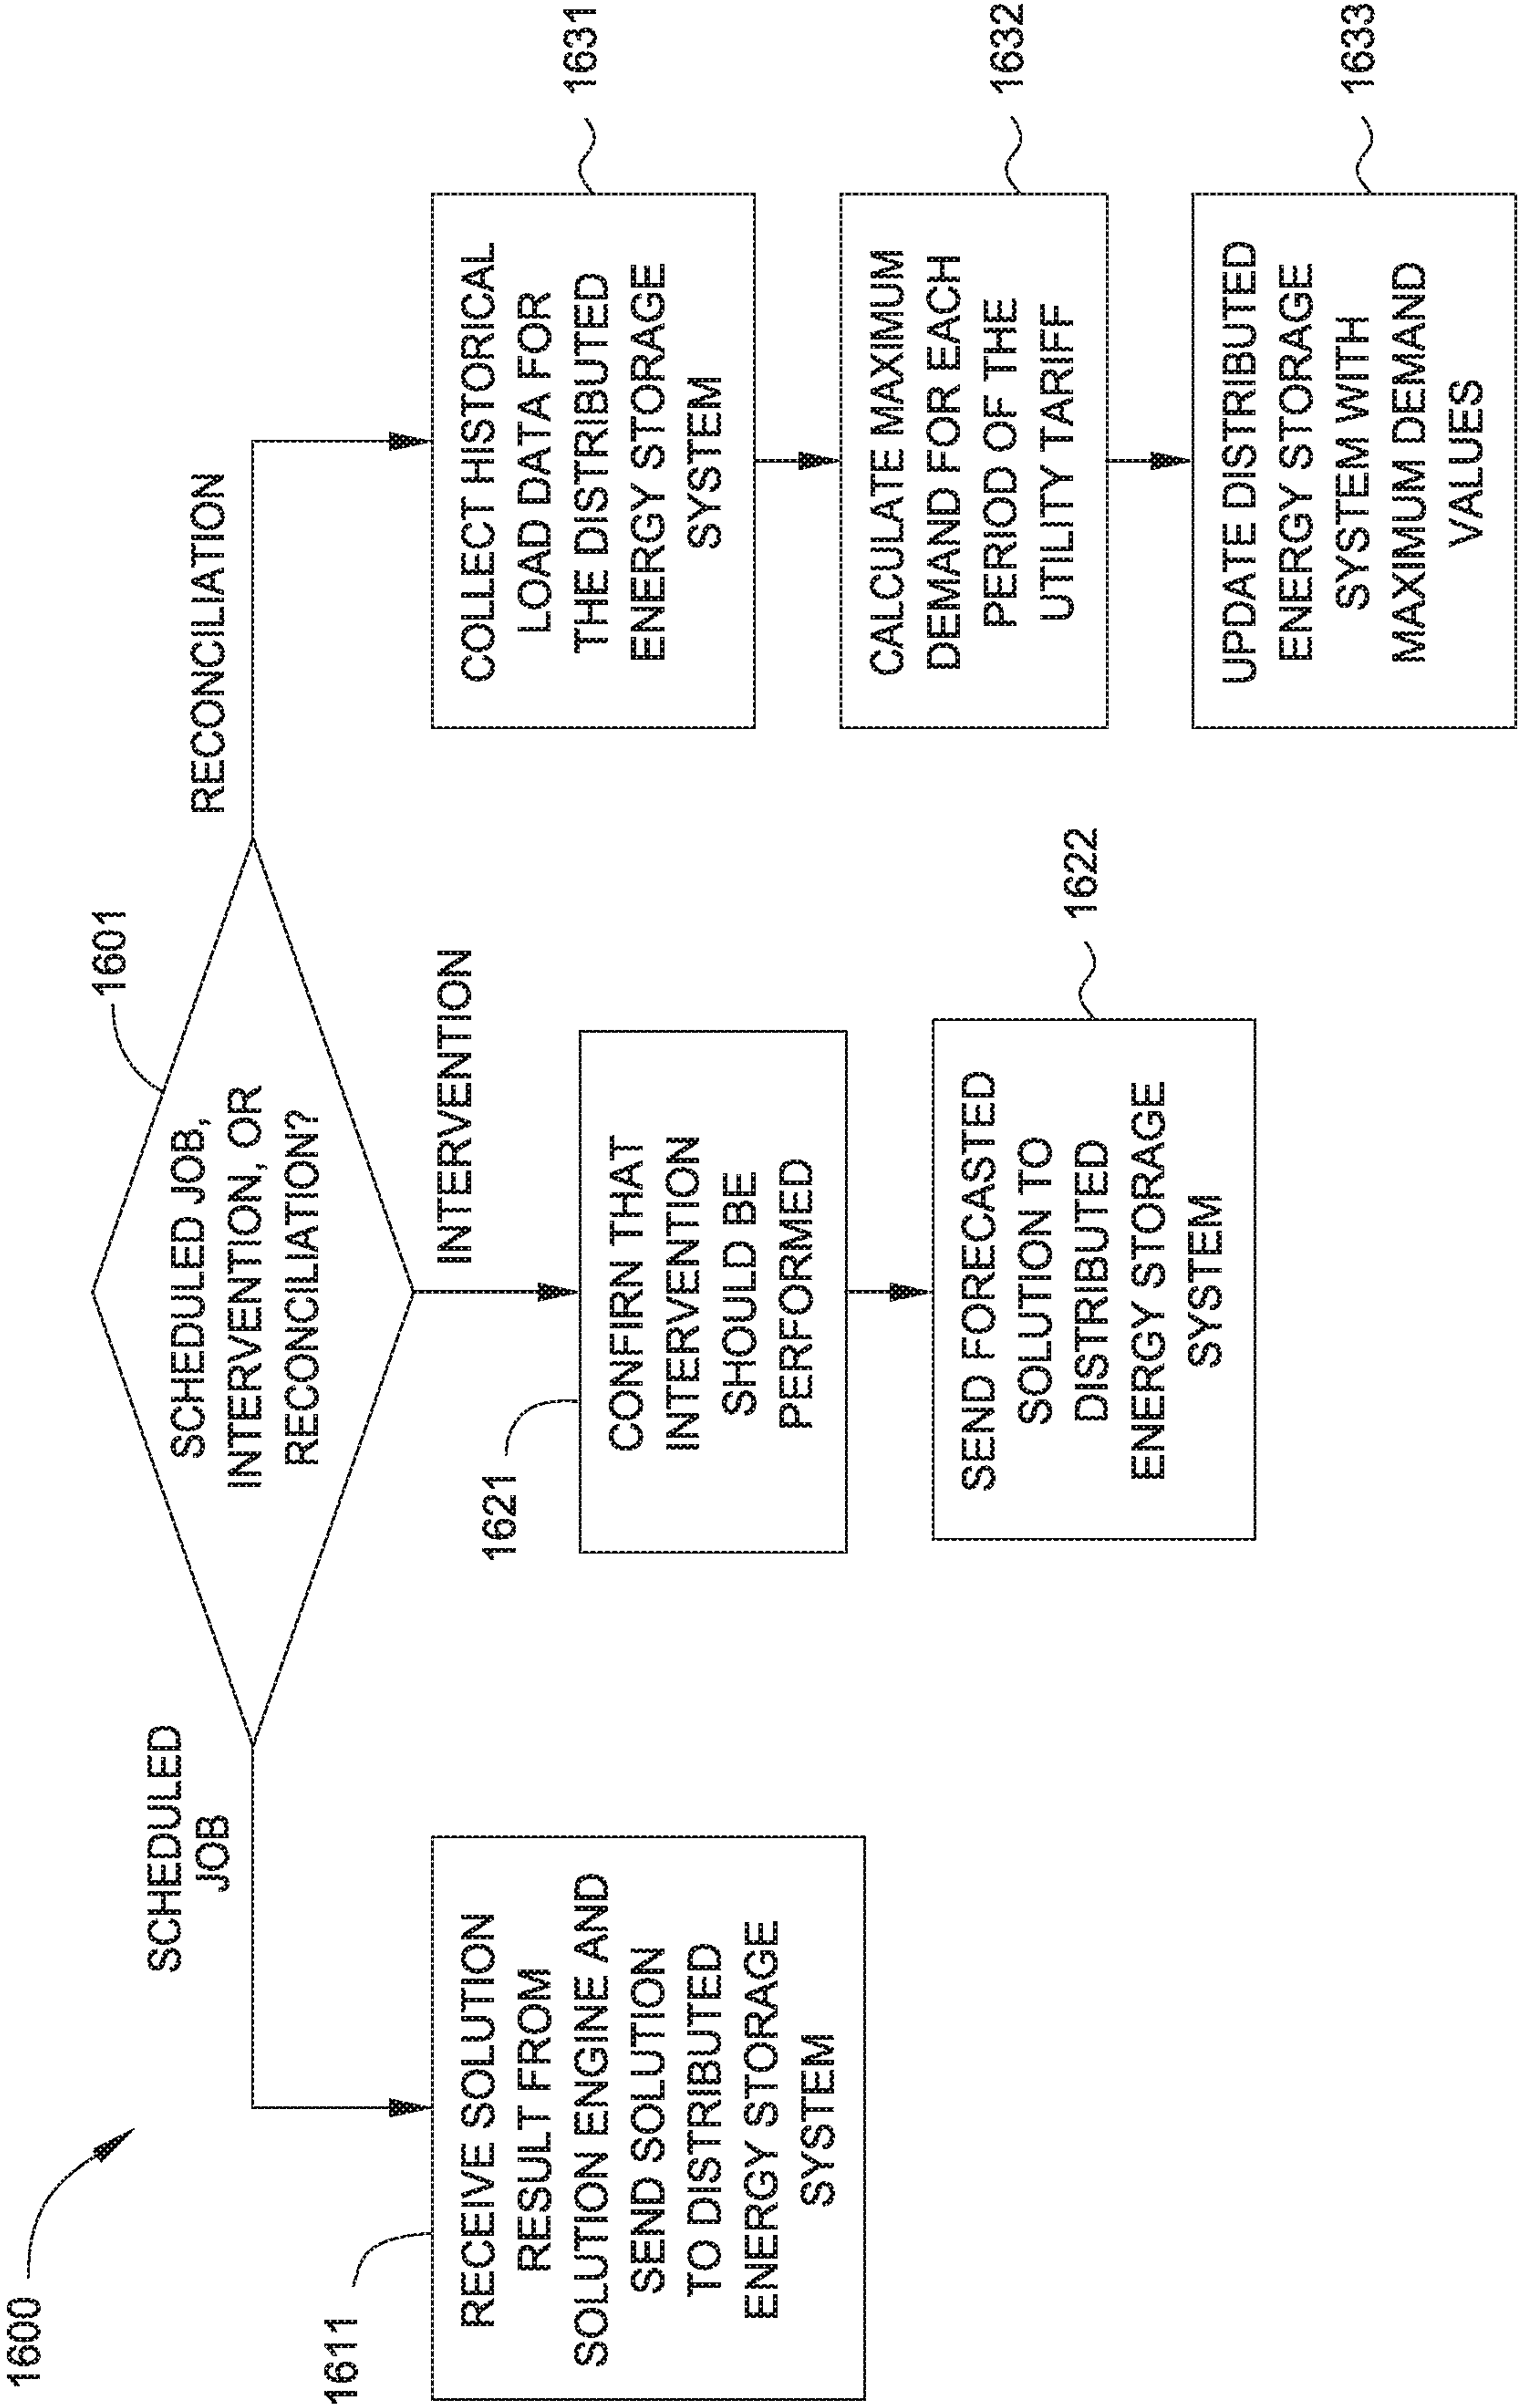 1600
1601
SCHEDULED JOB,
INTERVENTION, OR
RECONCILIATION?
SCHEDULED
JOB
1611
RECEIVE SOLUTION
RESULT FROM
SOLUTION ENGINE AND
SEND SOLUTION
TO DISTRIBUTED
ENERGY STORAGE
SYSTEM
INTERVENTION
1621
CONFIRN THAT
INTERVENTION
SHOULD BE
PERFORMED
SEND FORECASTED
SOLUTION TO
DISTRIBUTED
ENERGY STORAGE
SYSTEM
1622
RECONCILIATION
COLLECT HISTORICAL
LOAD DATA FOR
THE DISTRIBUTED
ENERGY STORAGE
SYSTEM
1631
CALCULATE MAXIMUM
DEMAND FOR EACH
PERIOD OF THE
UTILITY TARIFF
1632
UPDATE DISTRIBUTED
ENERGY STORAGE
SYSTEM WITH
MAXIMUM DEMAND
VALUES
1633